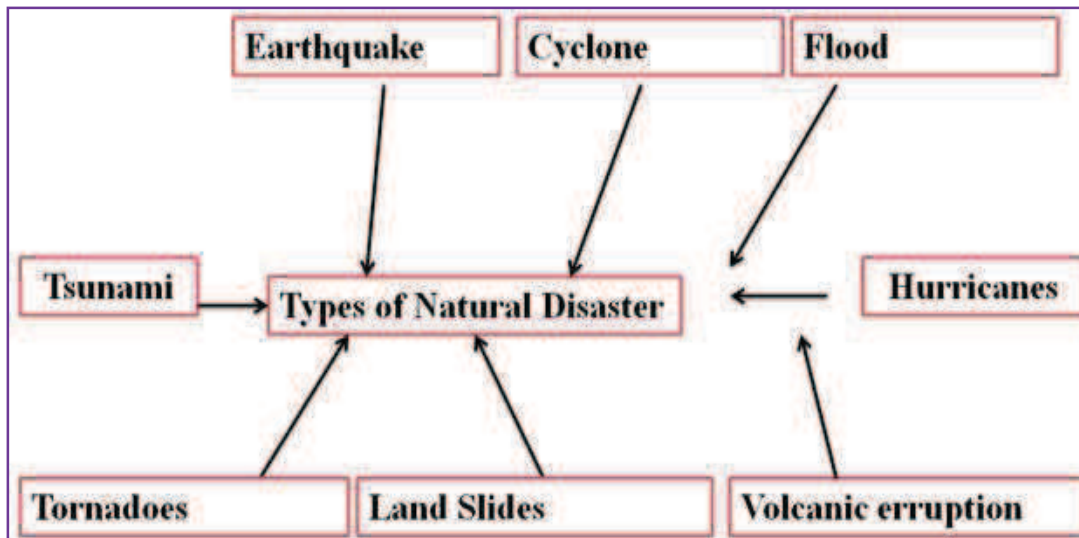 Earthquake
Cyclone
Flood
Tsunami
Types of Natural Disaster
Hurricanes
Tornadoes
Land Slides
Volcanic erruption